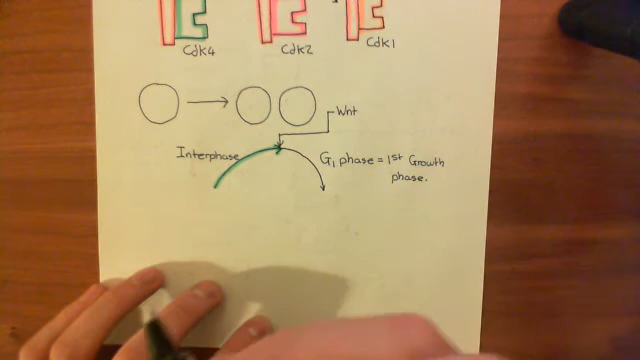 Cdk4
Cdk2
Cdk1
Wnt
Interphase
G₁ phase = 1st Growth
phase.